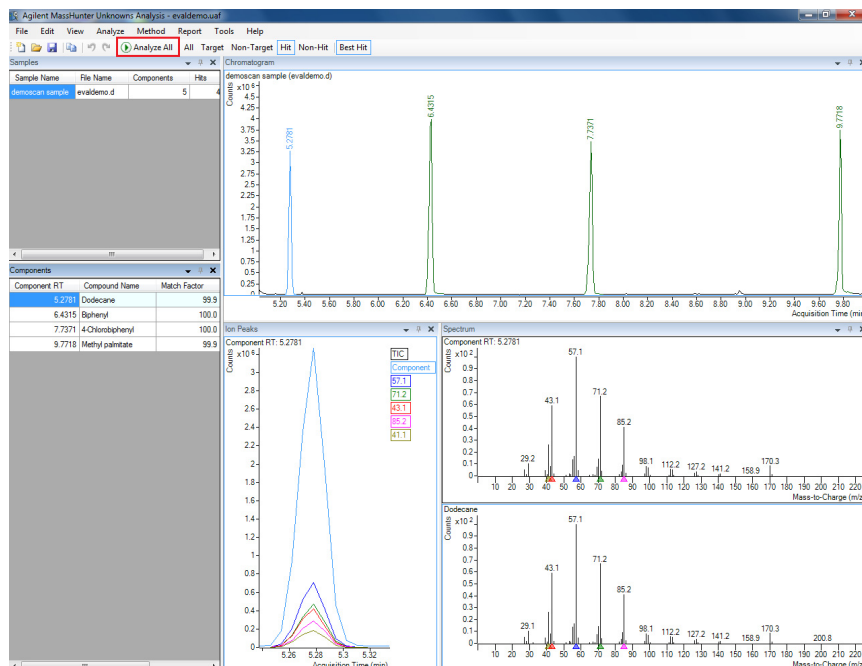 Agilent MassHunter Unknowns Analysis - evaldemo.uaf
File Edit View Analyze Method Report Tools Help
Analyze All All Target Non-Target Hit Non-Hit Best Hit
Samples
Sample Name File Name Components Hits
demoscan sample evaldemo.d 5 4
Components
Component RT Compound Name Match Factor
5.2781 Dodecane 99.9
6.4315 Biphenyl 100.0
7.7371 4-Chlorobiphenyl 100.0
9.7718 Methyl palmitate 99.9
Chromatogram
demoscan sample (evaldemo.d)
Counts
x10 6
4.5
4.25
4
3.75
3.5
3.25
3
2.75
2.5
2.25
2
1.75
1.5
1.25
1
0.75
0.5
0.25
0
5.2781
6.4315
7.7371
9.7718
5.20 5.40 5.60 5.80 6.00 6.20 6.40 6.60 6.80 7.00 7.20 7.40 7.60 7.80 8.00 8.20 8.40 8.60 8.80 9.00 9.20 9.40 9.60 9.80
Acquisition Time (min
Ion Peaks
Component RT: 5.2781
Counts
x10 6
3
2.8
2.6
2.4
2.2
2
1.8
1.6
1.4
1.2
1
0.8
0.6
0.4
0.2
0
TIC
Component
57.1
71.2
43.1
85.2
41.1
5.26 5.28 5.3 5.32
Acquisition Time (min)
Spectrum
Component RT: 5.2781
Counts
x10 2
0.9
0.8
0.7
0.6
0.5
0.4
0.3
0.2
0.1
0
29.2
43.1
57.1
71.2
85.2
98.1
112.2
127.2
141.2
158.9
170.3
10 20 30 40 50 60 70 80 90 100 110 120 130 140 150 160 170 180 190 200 210 220
Mass-to-Charge (m/z
Dodecane
Counts
x10 2
0.9
0.8
0.7
0.6
0.5
0.4
0.3
0.2
0.1
0
29.1
43.1
57.1
71.2
85.2
98.1
112.2
127.2
141.2
158.9
170.3
200.8
10 20 30 40 50 60 70 80 90 100 110 120 130 140 150 160 170 180 190 200 210 220
Mass-to-Charge (m/z